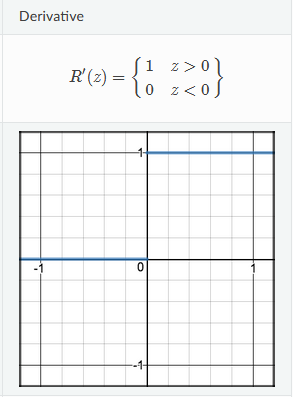 Derivative
R′(z) = { 1 z > 0
0 z < 0 }
1
-1 0 1
-1